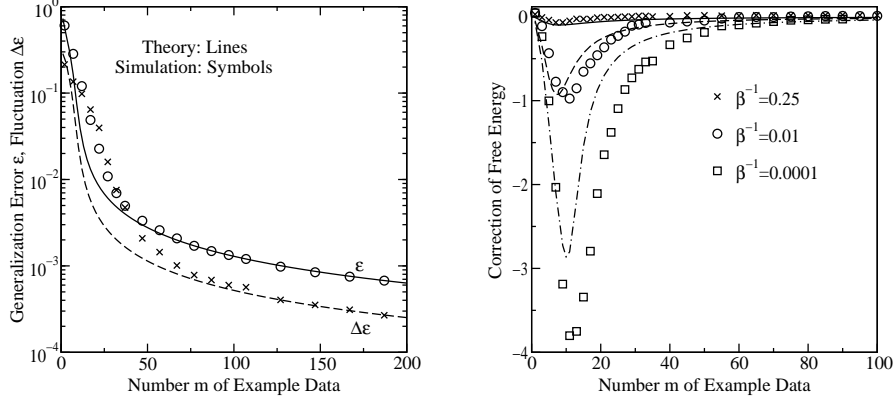 Generalization Error ε, Fluctuation Δε
10⁰
10⁻¹
10⁻²
10⁻³
10⁻⁴
Theory: Lines
Simulation: Symbols
ε
Δε
0 50 100 150 200
Number m of Example Data
Correction of Free Energy
0
−1
−2
−3
−4
β⁻¹=0.25
β⁻¹=0.01
β⁻¹=0.0001
0 20 40 60 80 100
Number m of Example Data